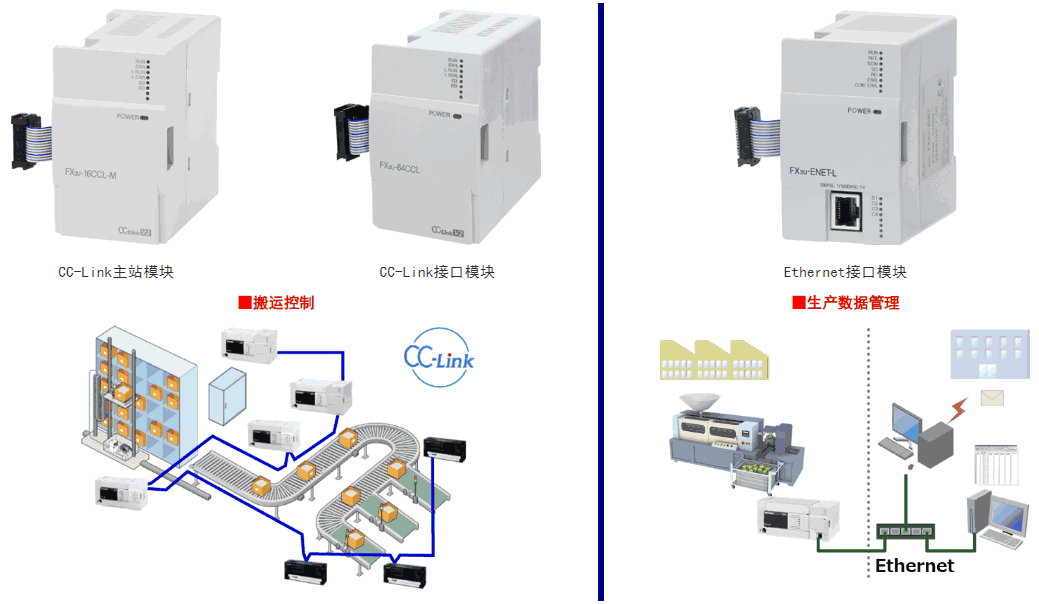 RUN
ERR.
L RUN
L ERR.
SD
RD
POWER
FX3U-16CCL-M
CC-Link V2
RUN
ERR.
L RUN
L ERR.
SD
RD
POWER
FX3U-64CCL
CC-Link V2
RUN
INIT.
100M
SD
RD
ERR.
COM ERR.
POWER
FX3U-ENET-L
C1
C2
C3
C4
CC-Link主站模块
CC-Link接口模块
Ethernet接口模块
■搬运控制
■生产数据管理
CC-Link
Ethernet